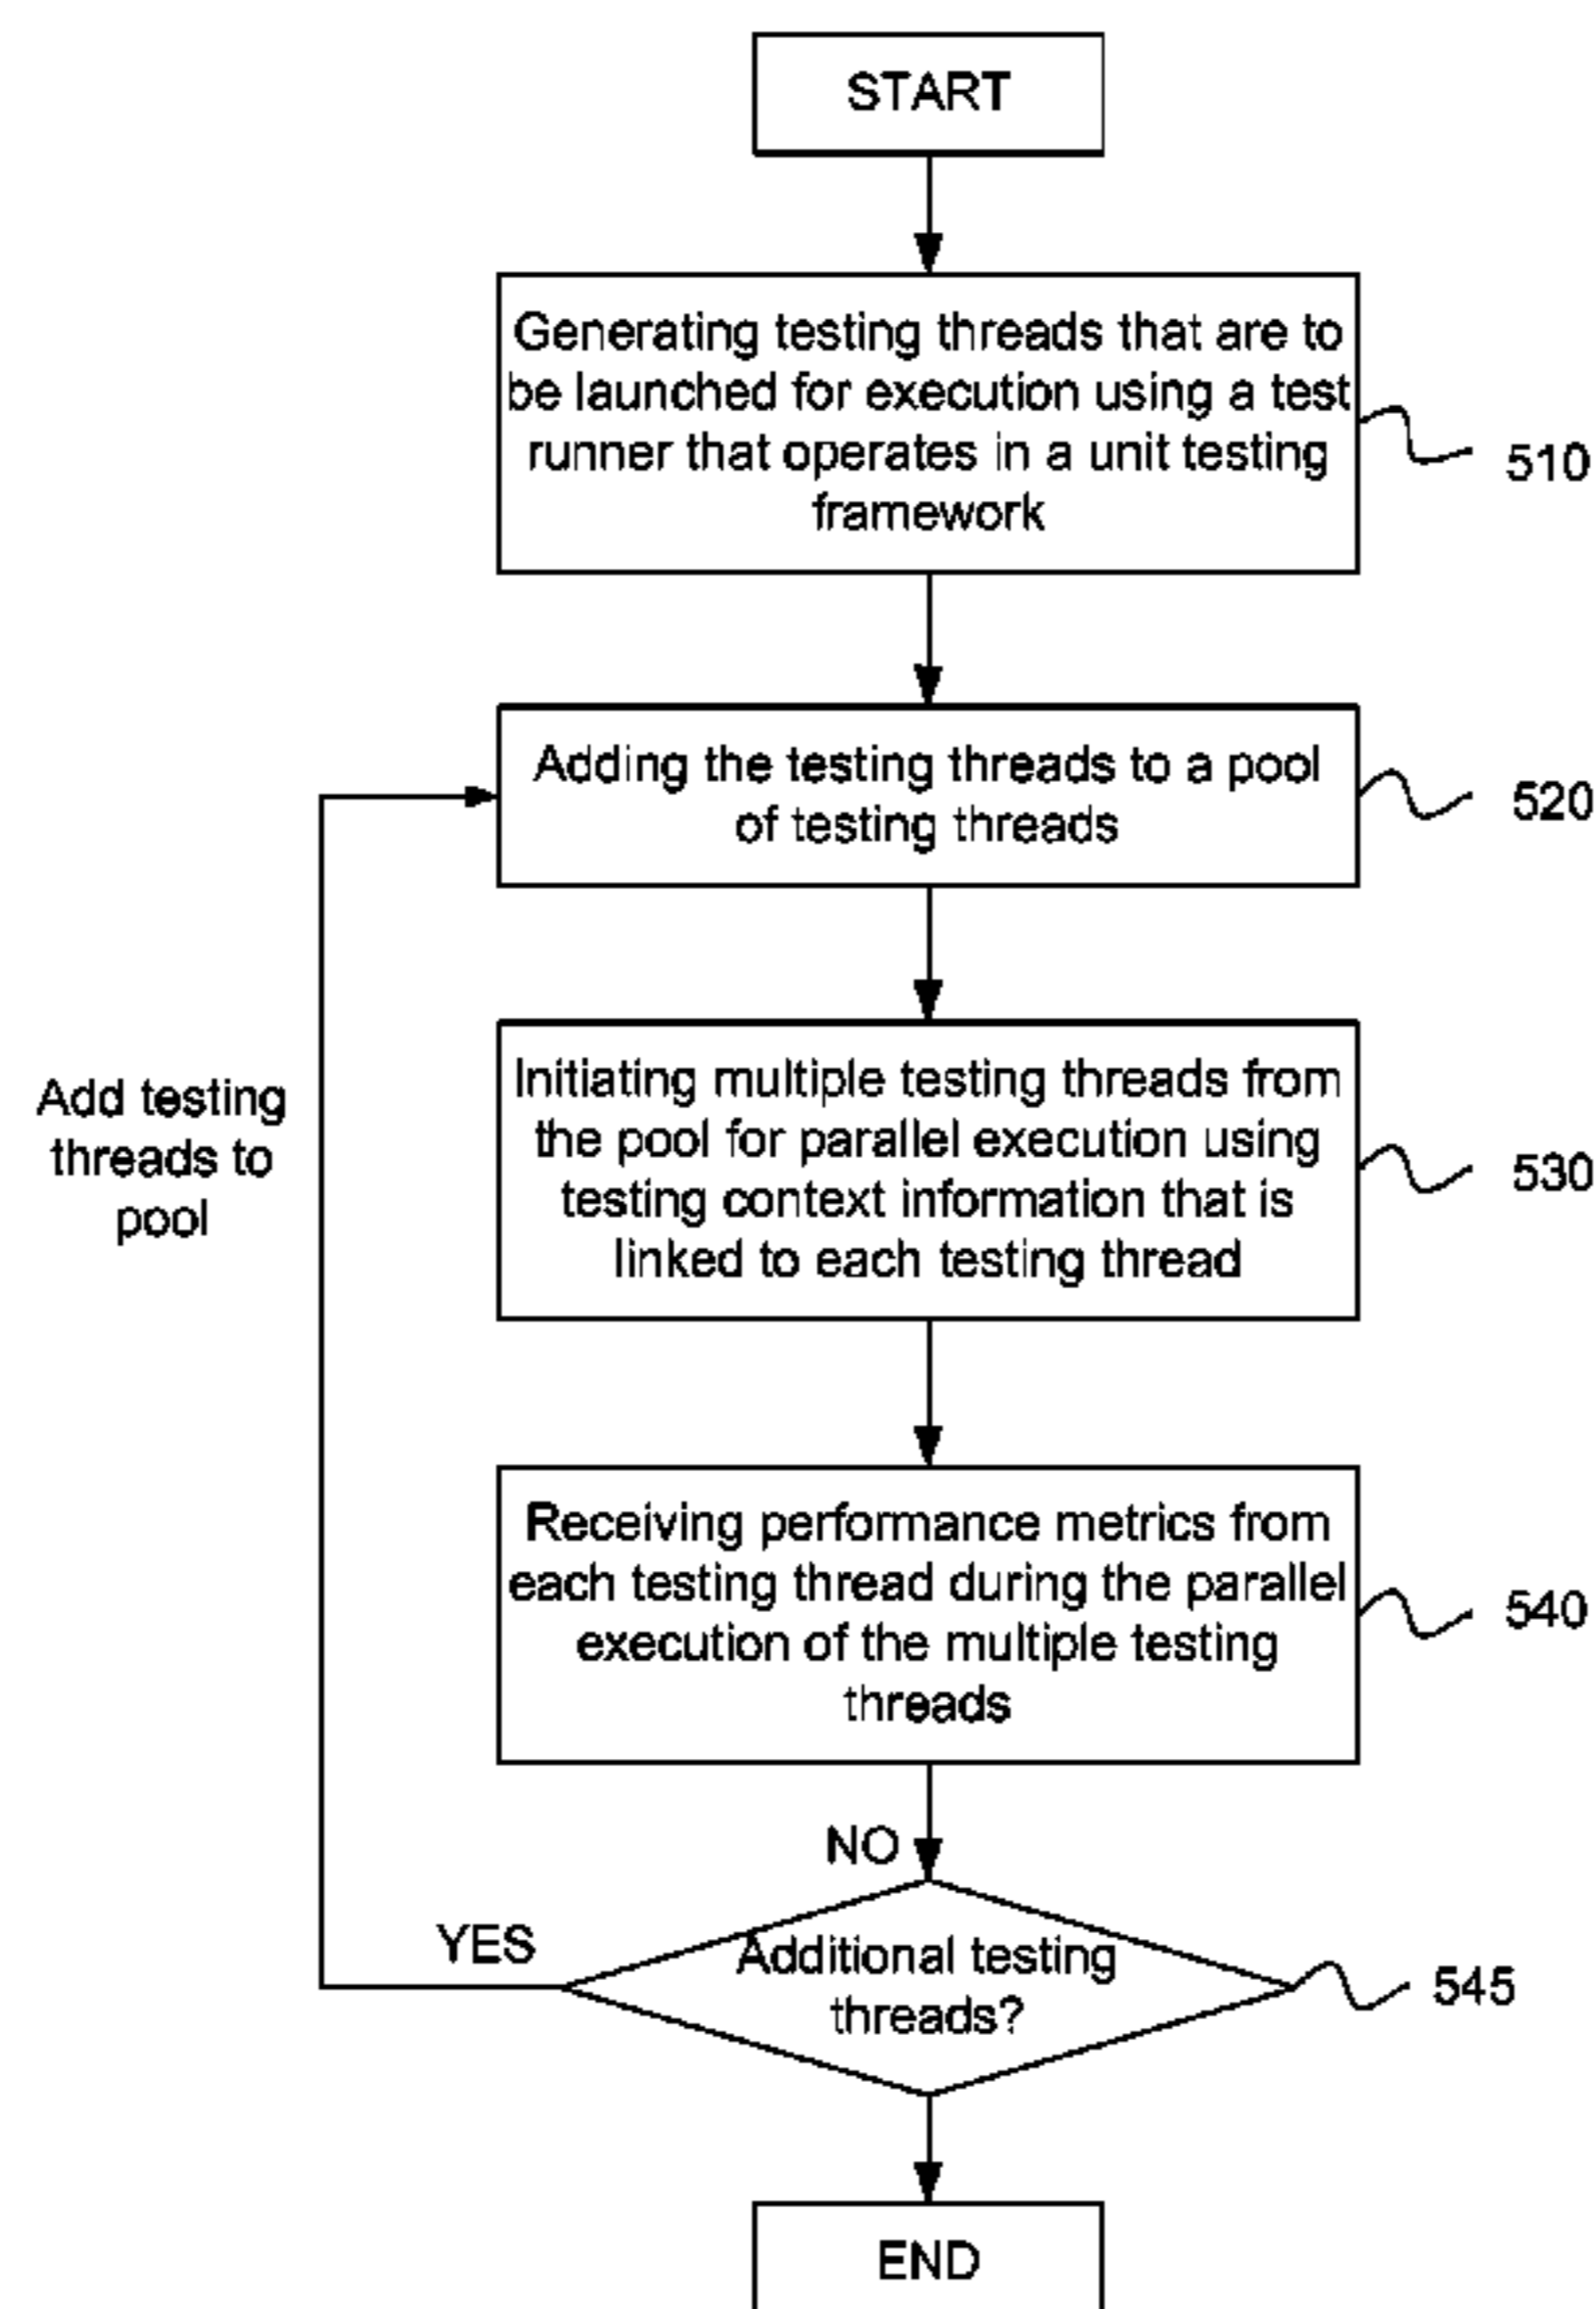 START
Generating testing threads that are to
be launched for execution using a test
runner that operates in a unit testing
framework
510
Adding the testing threads to a pool
of testing threads
520
Add testing
threads to
pool
Initiating multiple testing threads from
the pool for parallel execution using
testing context information that is
linked to each testing thread
530
Receiving performance metrics from
each testing thread during the parallel
execution of the multiple testing
threads
540
NO
YES
Additional testing
threads?
545
END